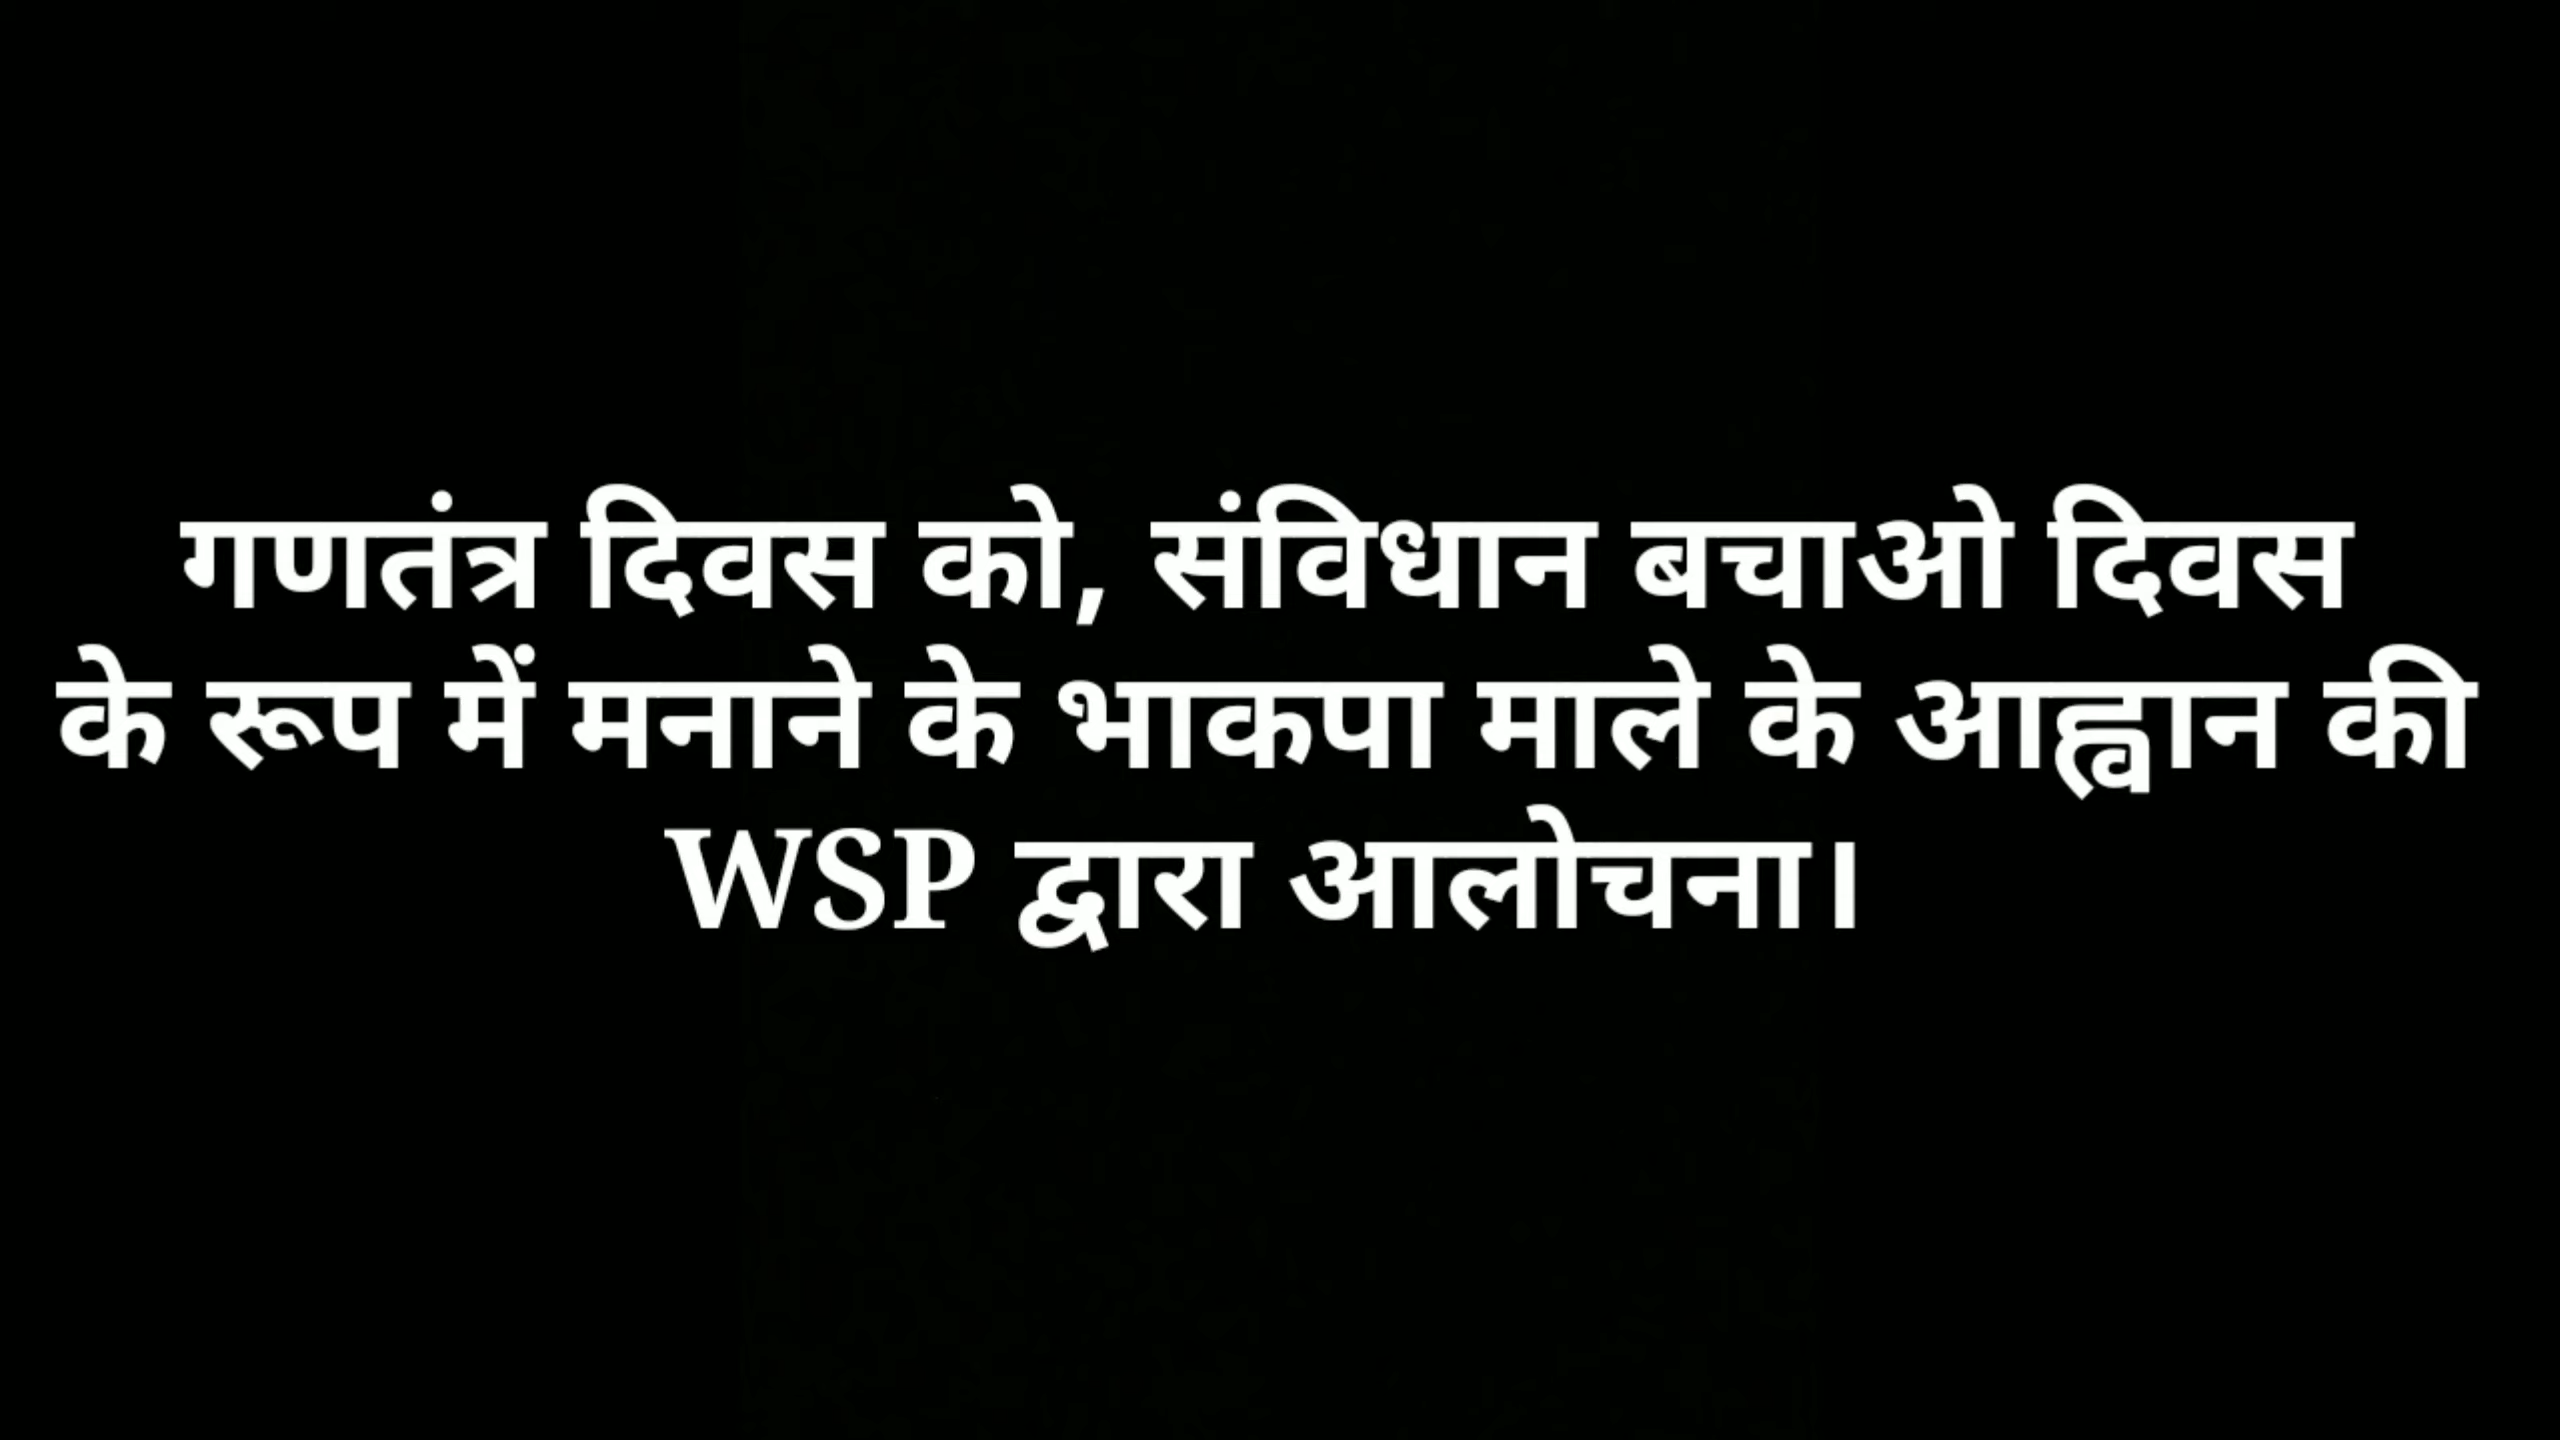 गणतंत्र दिवस को, संविधान बचाओ दिवस
के रूप में मनाने के भाकपा माले के आह्वान की
WSP द्वारा आलोचना।